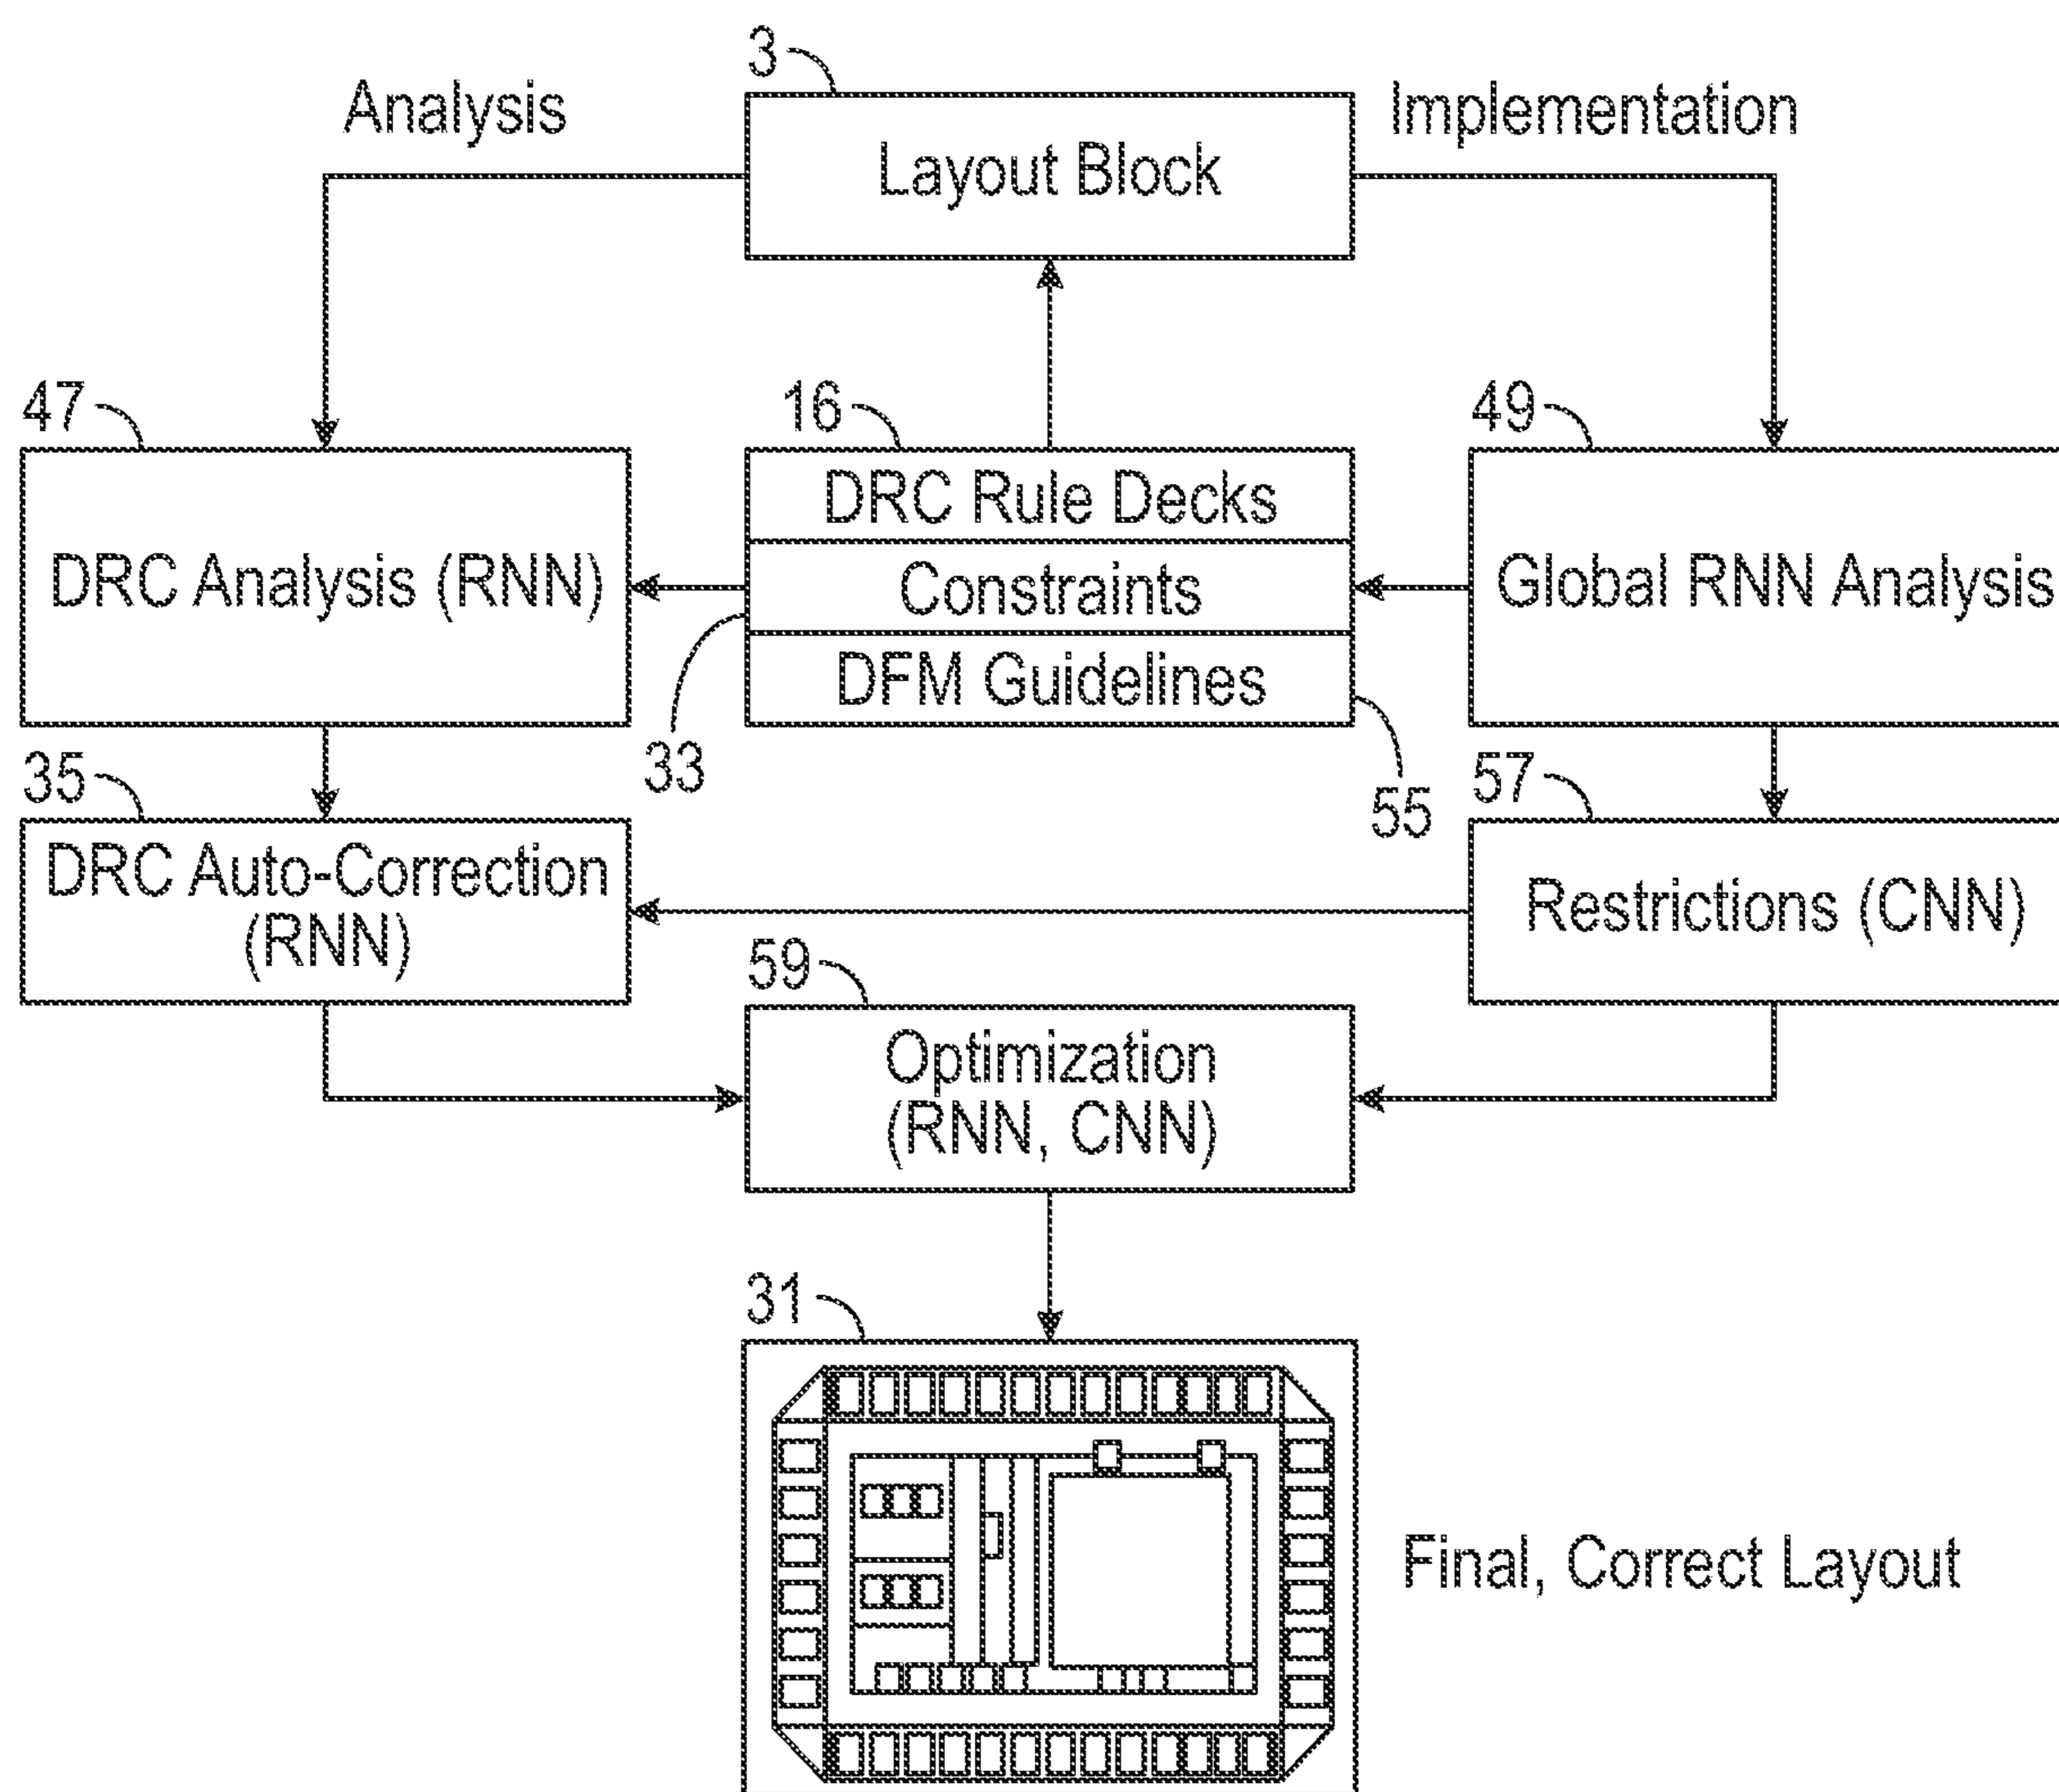 3
Analysis
Implementation
Layout Block
47
16
49
DRC Rule Decks
DRC Analysis (RNN)
Constraints
Global RNN Analysis
DFM Guidelines
33
55
35
57
DRC Auto-Correction
(RNN)
Restrictions (CNN)
59
Optimization
(RNN, CNN)
31
Final, Correct Layout